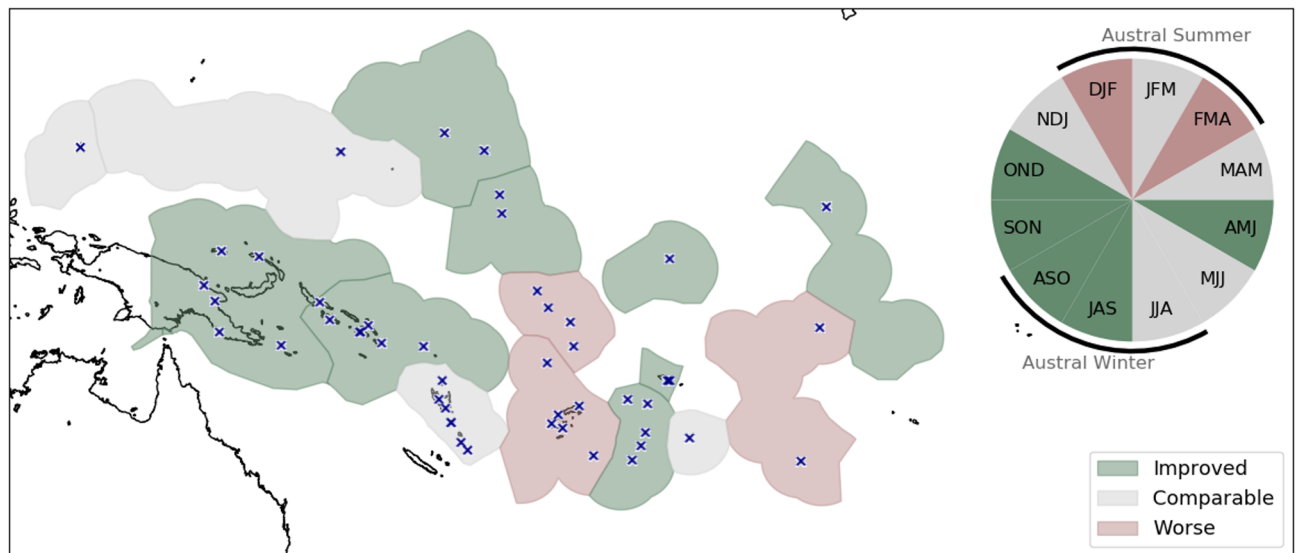 Austral Summer
DJF
JFM
NDJ
FMA
OND
MAM
SON
AMJ
ASO
MJJ
JAS
JJA
Austral Winter
Improved
Comparable
Worse